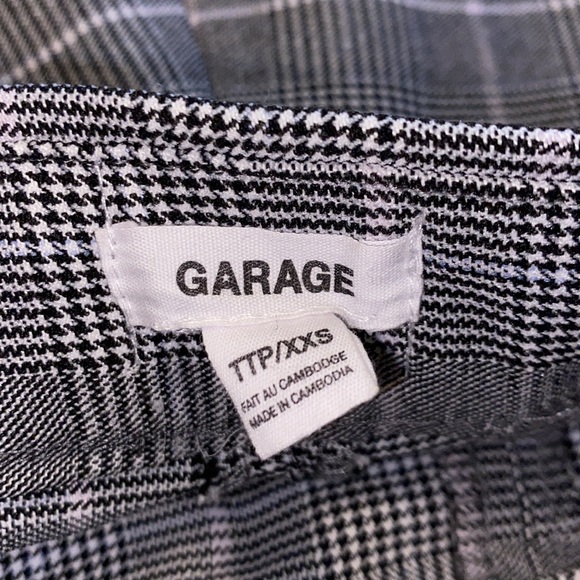 GARAGE
TTP/XXS
FAIT AU CAMBODGE
MADE IN CAMBODIA